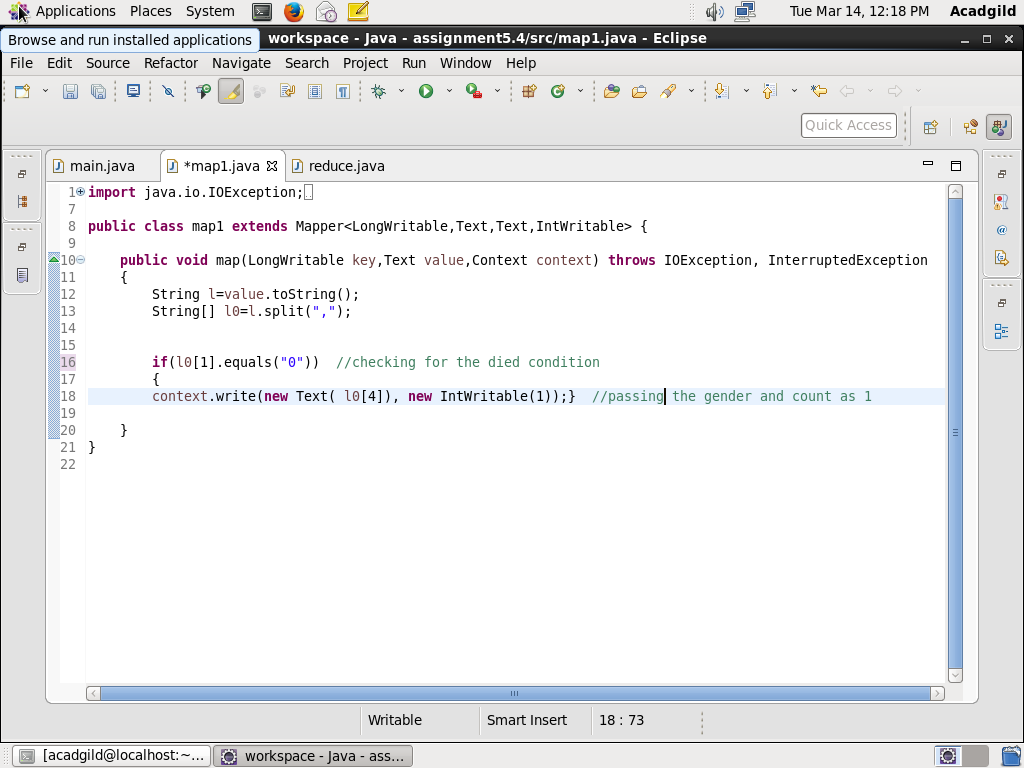 Applications Places System Tue Mar 14, 12:18 PM Acadgild
Browse and run installed applications
workspace - Java - assignment5.4/src/map1.java - Eclipse
File Edit Source Refactor Navigate Search Project Run Window Help
Quick Access
main.java *map1.java reduce.java
1 import java.io.IOException;
7
8 public class map1 extends Mapper<LongWritable,Text,Text,IntWritable> {
9
10 public void map(LongWritable key,Text value,Context context) throws IOException, InterruptedException
11 {
12 String l=value.toString();
13 String[] l0=l.split(",");
14
15
16 if(l0[1].equals("0")) //checking for the died condition
17 {
18 context.write(new Text( l0[4]), new IntWritable(1));} //passing the gender and count as 1
19
20 }
21 }
22
Writable Smart Insert 18 : 73
[acadgild@localhost:~... workspace - Java - ass...